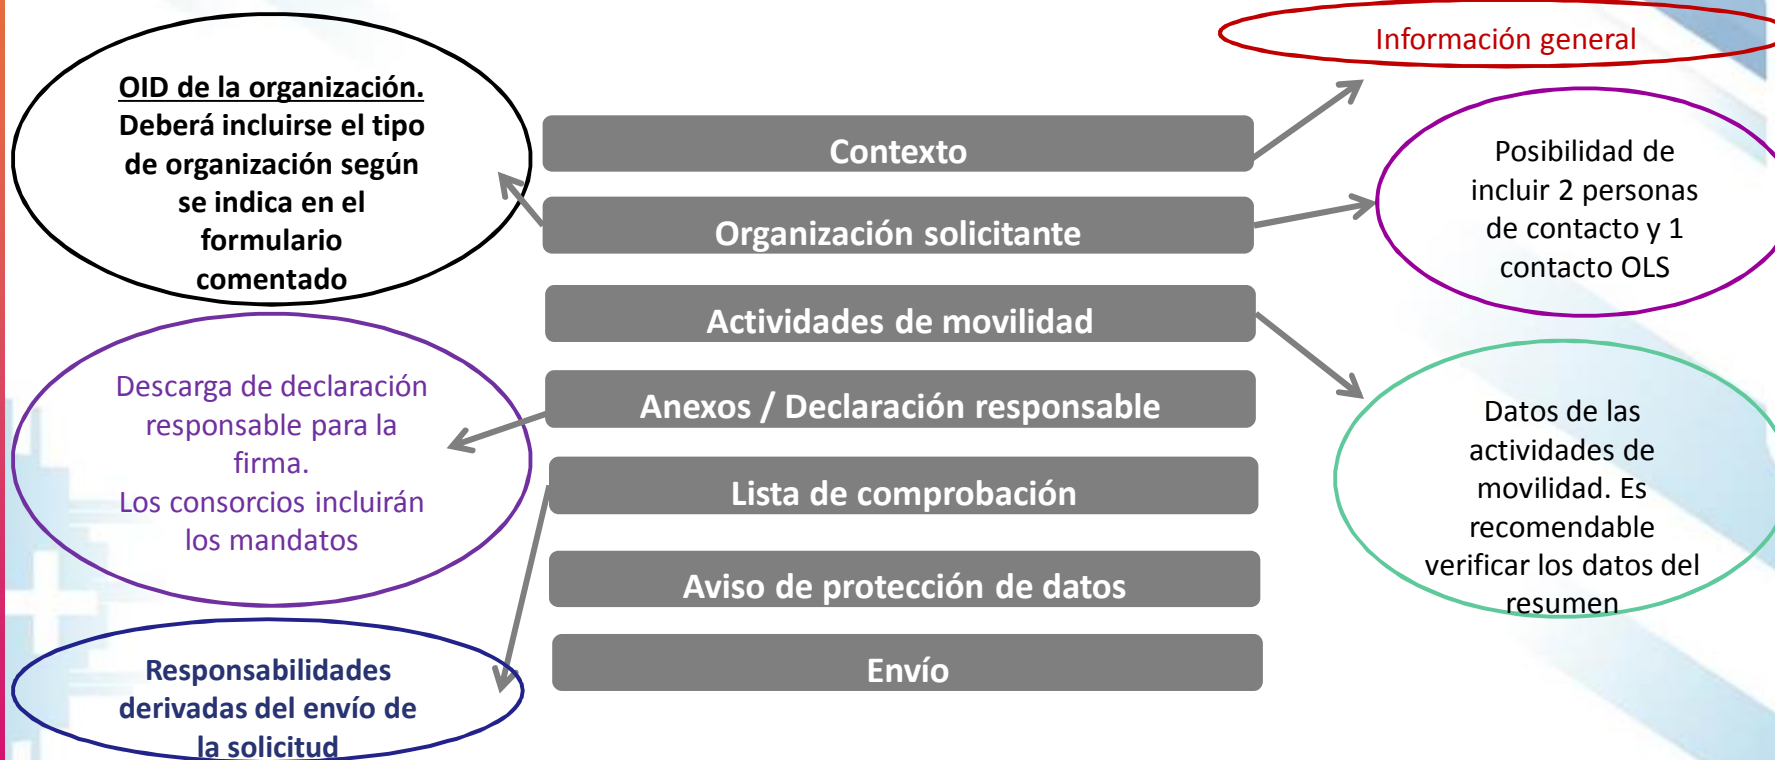 Información general
OID de la organización.
Deberá incluirse el tipo
de organización según
se indica en el
formulario
comentado
Contexto
Organización solicitante
Posibilidad de
incluir 2 personas
de contacto y 1
contacto OLS
Actividades de movilidad
Descarga de declaración
responsable para la
firma.
Los consorcios incluirán
los mandatos
Anexos / Declaración responsable
Datos de las
actividades de
movilidad. Es
recomendable
verificar los datos del
resumen
Lista de comprobación
Aviso de protección de datos
Envío
Responsabilidades
derivadas del envío de
la solicitud